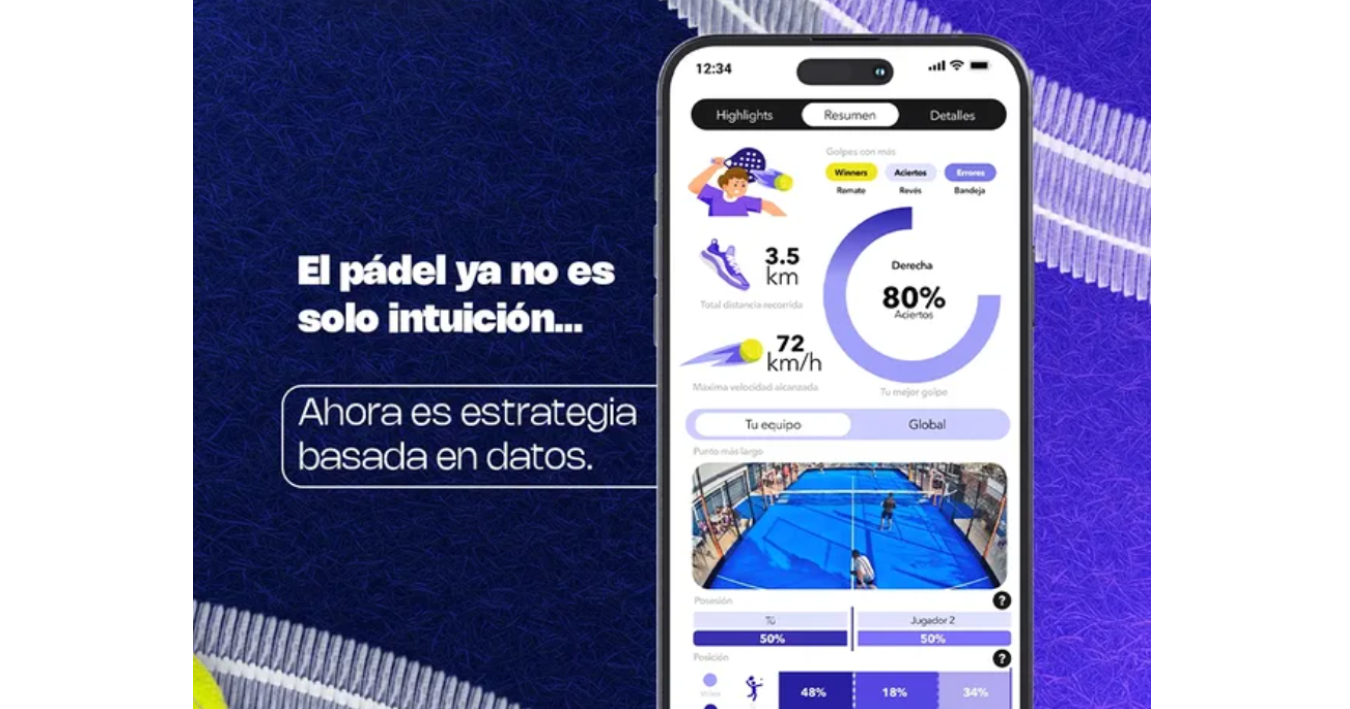 El pádel ya no es
solo intuición...
Ahora es estrategia
basada en datos.
12:34
Highlights
Resumen
Detalles
Golpes con más
Winners
Aciertos
Errores
Remate
Revés
Bandeja
3.5
km
Total distancia recorrida
72
km/h
Máxima velocidad alcanzada
Derecha
80%
Aciertos
Tu mejor golpe
Tu equipo
Global
Punto más largo
Posesión
?
Tú
Jugador 2
50%
50%
Posición
?
48%
18%
34%